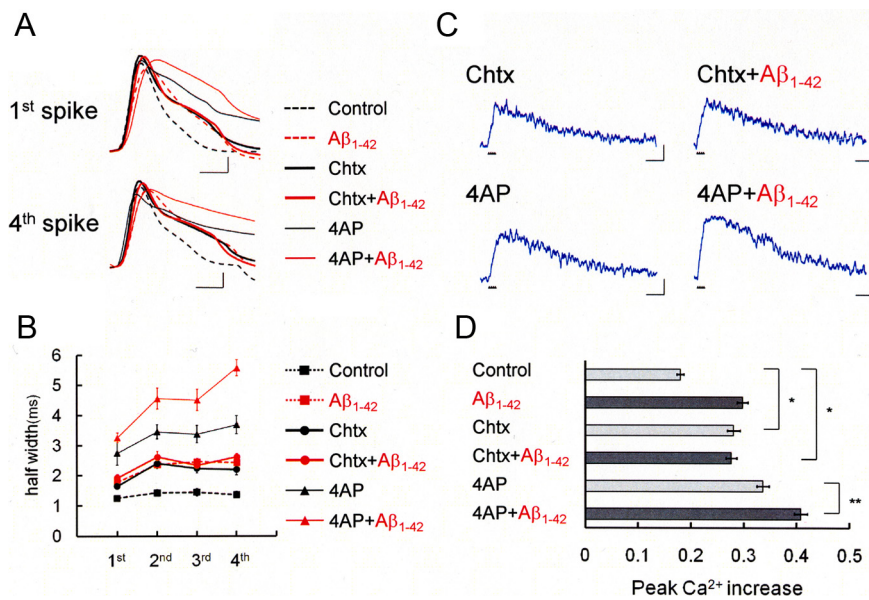 A
1st spike
4th spike
Control
Aβ1-42
Chtx
Chtx+Aβ1-42
4AP
4AP+Aβ1-42
B
6
5
4
3
2
1
0
half width(ms)
1st 2nd 3rd 4th
Control
Aβ1-42
Chtx
Chtx+Aβ1-42
4AP
4AP+Aβ1-42
C
Chtx
Chtx+Aβ1-42
4AP
4AP+Aβ1-42
D
Control
Aβ1-42
Chtx
Chtx+Aβ1-42
4AP
4AP+Aβ1-42
*
*
**
0 0.1 0.2 0.3 0.4 0.5
Peak Ca2+ increase